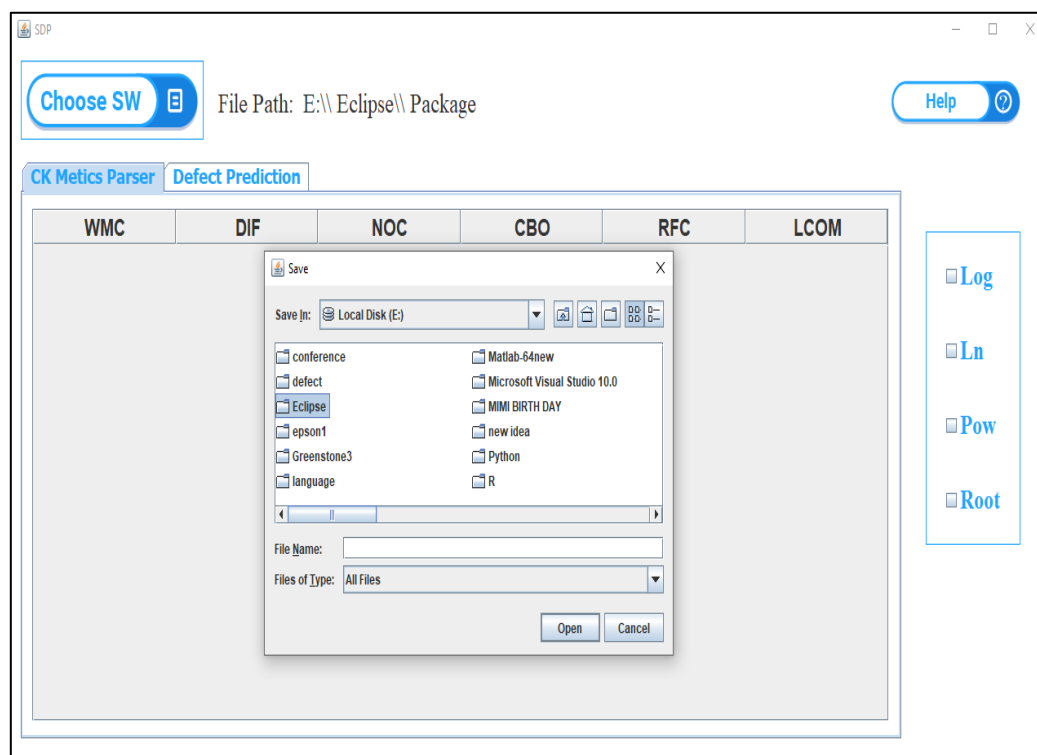 SDP
Choose SW
File Path: E:\\ Eclipse\\ Package
Help
CK Metics Parser
Defect Prediction
WMC DIF NOC CBO RFC LCOM
Save
Save In: Local Disk (E:)
conference
defect
Eclipse
epson1
Greenstone3
language
Matlab-64new
Microsoft Visual Studio 10.0
MIMI BIRTH DAY
new idea
Python
R
File Name:
Files of Type: All Files
Open
Cancel
Log
Ln
Pow
Root